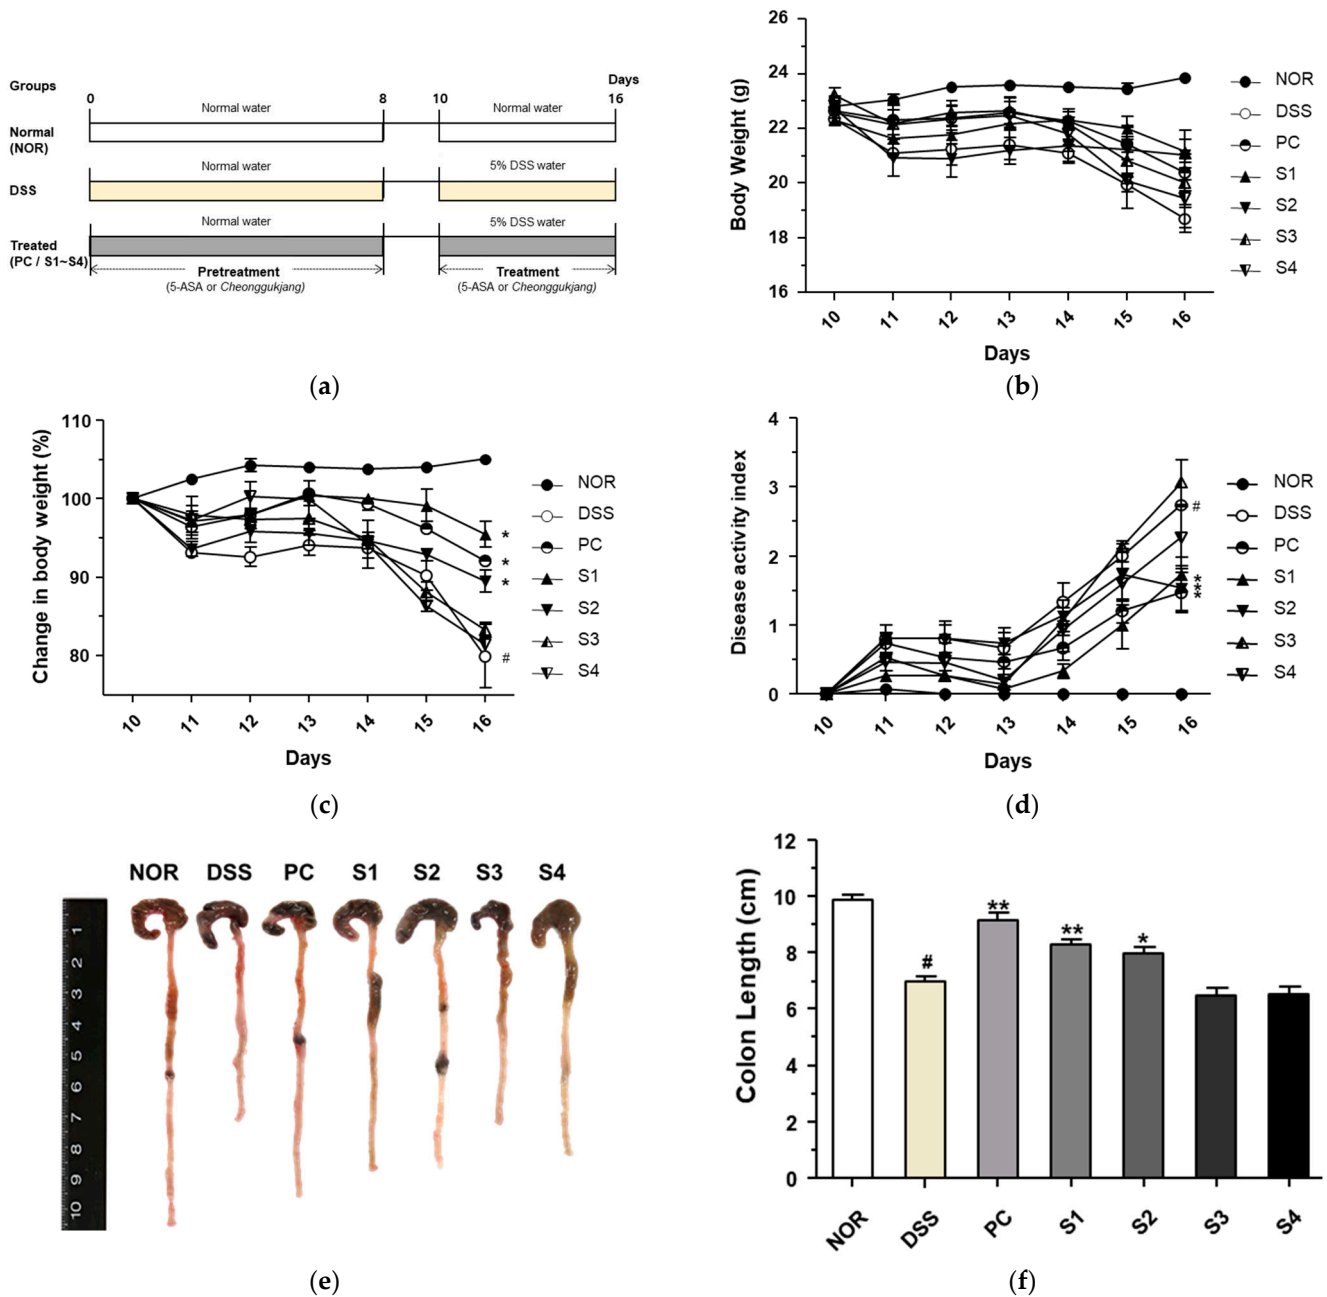 Groups
Days
0
8
10
16
Normal water
Normal water
Normal
(NOR)
Normal water
5% DSS water
DSS
Normal water
5% DSS water
Treated
(PC / S1~S4)
Pretreatment
Treatment
(5-ASA or Cheonggukjang)
(5-ASA or Cheonggukjang)
(a)
Body Weight (g)
26
24
22
20
18
16
10
11
12
13
14
15
16
Days
NOR
DSS
PC
S1
S2
S3
S4
(b)
Change in body weight (%)
110
100
90
80
10
11
12
13
14
15
16
Days
*
*
*
#
NOR
DSS
PC
S1
S2
S3
S4
(c)
Disease activity index
4
3
2
1
0
10
11
12
13
14
15
16
Days
#
*
*
*
NOR
DSS
PC
S1
S2
S3
S4
(d)
NOR DSS PC S1 S2 S3 S4
1
2
3
4
5
6
7
8
9
10
(e)
Colon Length (cm)
12
10
8
6
4
2
0
#
**
**
*
NOR
DSS
PC
S1
S2
S3
S4
(f)